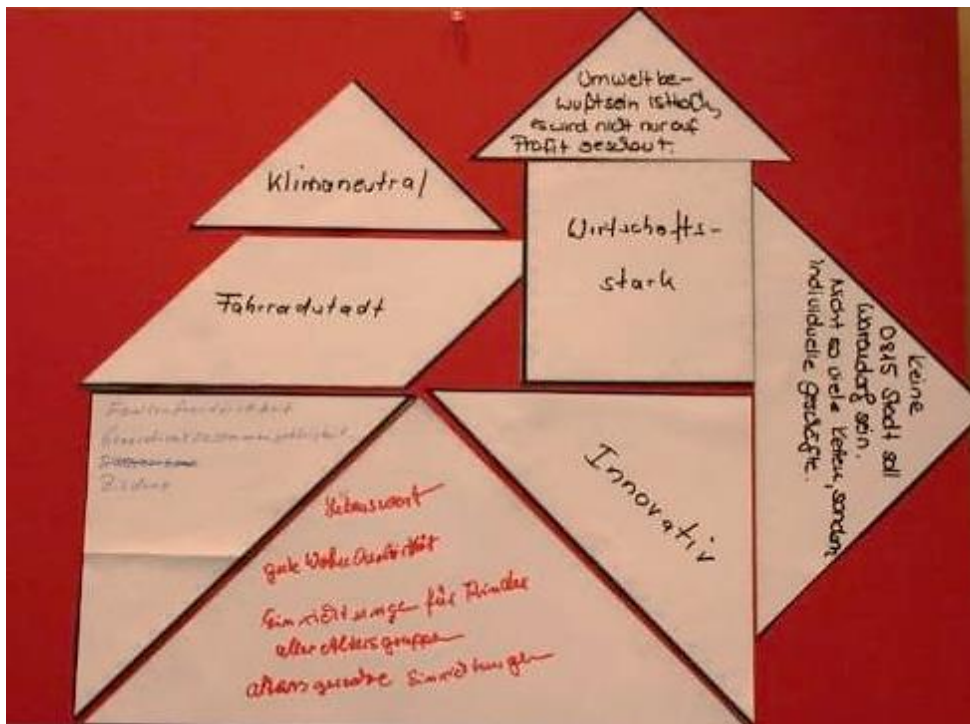 Umweltbe-
wußtsein ist hoch,
es wird nicht nur auf
Profit geschaut.
Klimaneutral
Wirtschafts-
stark
Fahrradstadt
Keine
0815 Stadt soll
Warendorf sein.
Nicht so viele Ketten, sondern
individuelle Geschäfte.
Familienfreundlichkeit
Bildung
Innovativ
Lebenswert
gute Wohnqualität
Einrichtungen für Kinder
aller Altersgruppen
altersgerechte Einrichtungen